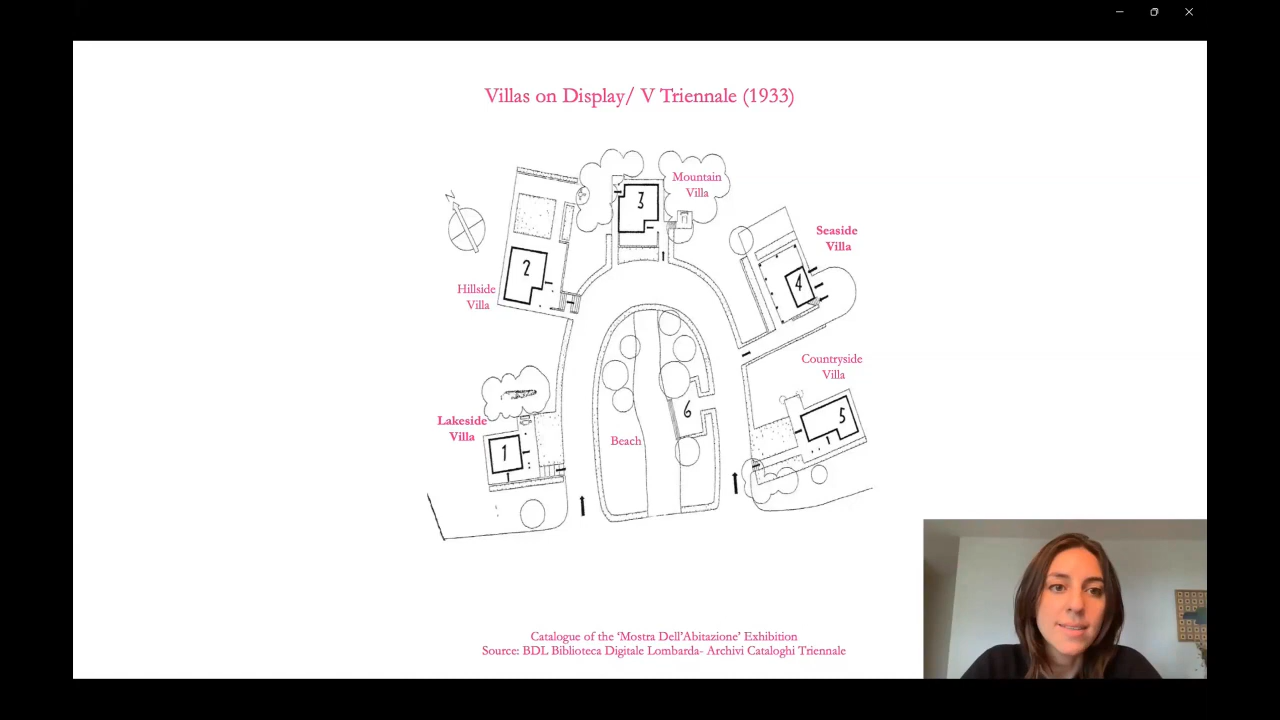 Villas on Display/ V Triennale (1933)
N
3
Mountain
Villa
Seaside
Villa
2
4
Hillside
Villa
Countryside
Villa
Lakeside
Villa
1
Beach
6
5
Catalogue of the ‘Mostra Dell’Abitazione’ Exhibition
Source: BDL Biblioteca Digitale Lombarda- Archivi Cataloghi Triennale